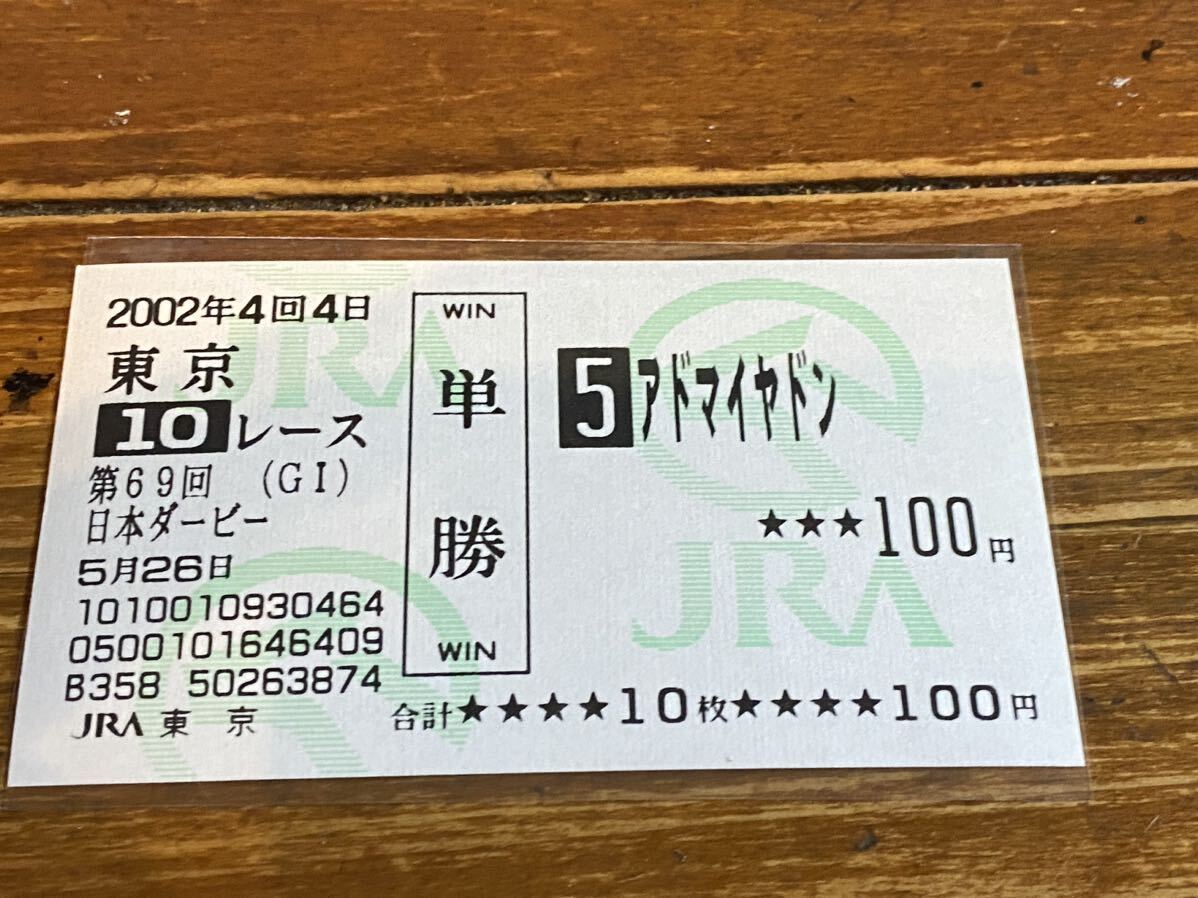 2002年4回4日
東京
10レース
第69回 (GI)
日本ダービー
5月26日
1010010930464
0500101646409
B358 50263874
JRA 東京
WIN
単勝
WIN
5 アドマイヤドン
★★★100円
合計★★★★10枚★★★★100円
JRA
JRA